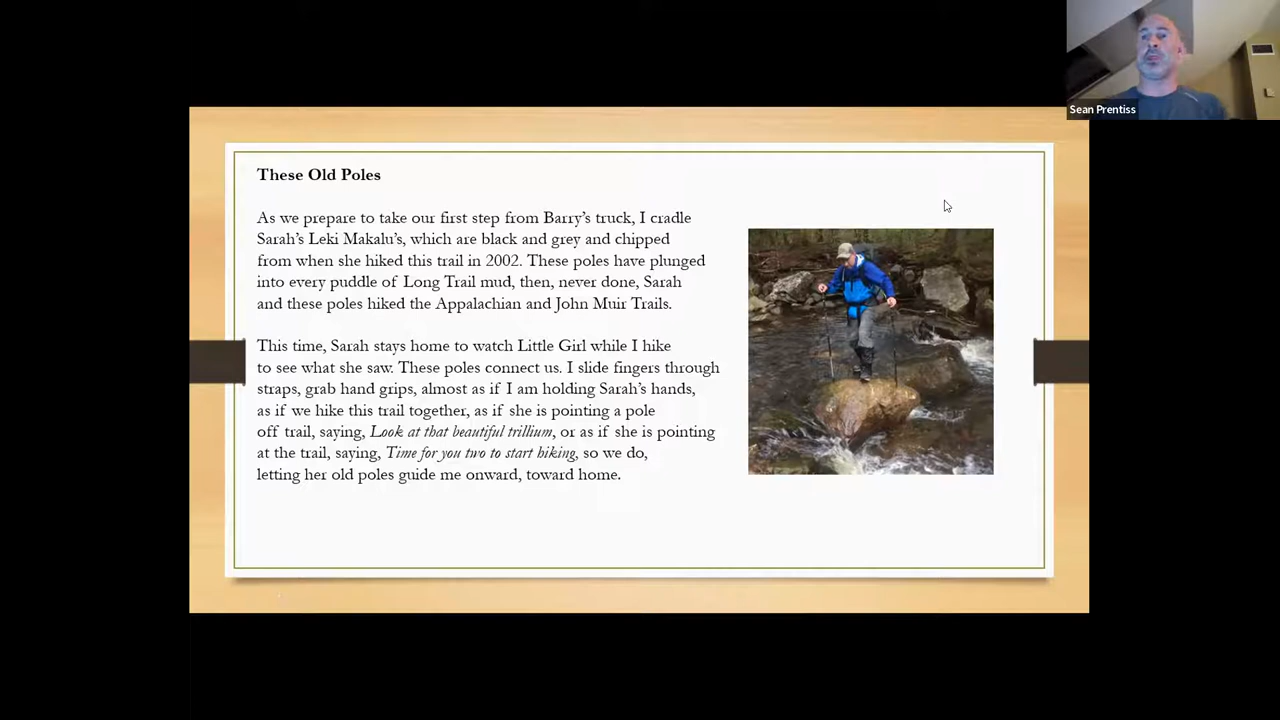 Sean Prentiss
These Old Poles
As we prepare to take our first step from Barry's truck, I cradle
Sarah's Leki Makalu's, which are black and grey and chipped
from when she hiked this trail in 2002. These poles have plunged
into every puddle of Long Trail mud, then, never done, Sarah
and these poles hiked the Appalachian and John Muir Trails.
This time, Sarah stays home to watch Little Girl while I hike
to see what she saw. These poles connect us. I slide fingers through
straps, grab hand grips, almost as if I am holding Sarah's hands,
as if we hike this trail together, as if she is pointing a pole
off trail, saying, Look at that beautiful trillium, or as if she is pointing
at the trail, saying, Time for you two to start hiking, so we do,
letting her old poles guide me onward, toward home.